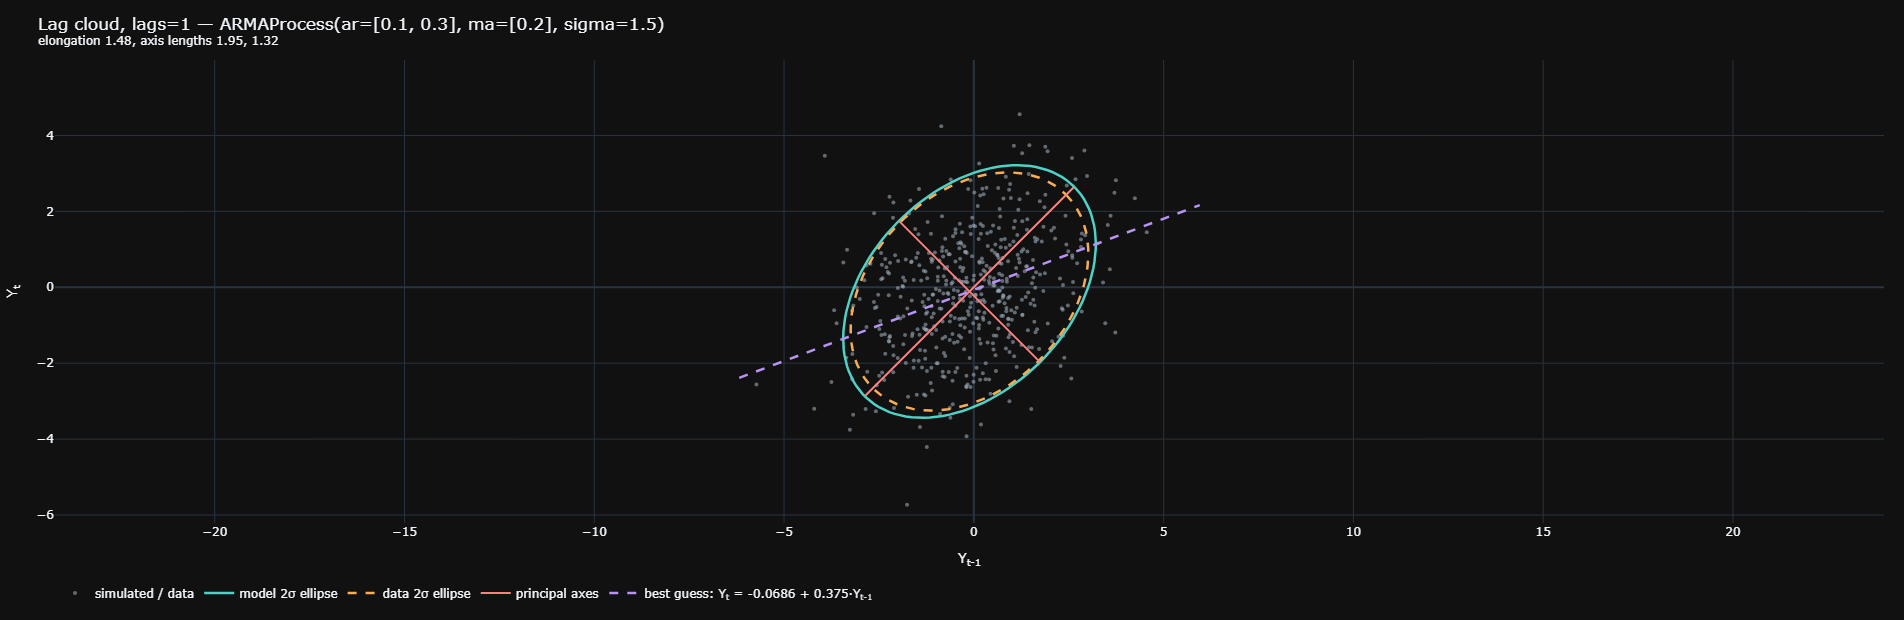 Lag cloud, lags=1 — ARMAProcess(ar=[0.1, 0.3], ma=[0.2], sigma=1.5)
elongation 1.48, axis lengths 1.95, 1.32
4
2
0
−2
−4
−6
Yt
−20 −15 −10 −5 0 5 10 15 20
Yt-1
simulated / data model 2σ ellipse data 2σ ellipse principal axes best guess: Yt = -0.0686 + 0.375·Yt-1